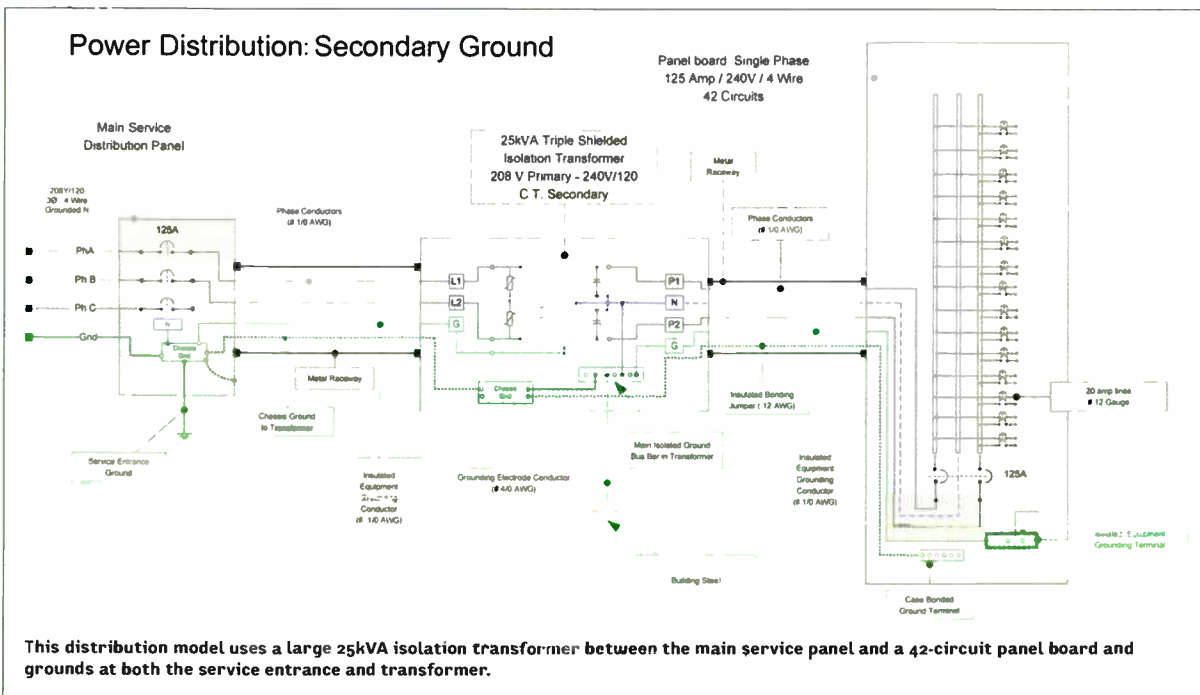 Power Distribution: Secondary Ground
Panel board Single Phase
125 Amp / 240V / 4 Wire
42 Circuits
Main Service
Distribution Panel
25kVA Triple Shielded
Isolation Transformer
208 V Primary - 240V/120
C T. Secondary
Metal
Raceway
208Y/120
3Ø 4 Wire
Grounded N
Phase Conductors
(# 1/0 AWG)
Phase Conductors
(# 1/0 AWG)
125A
PhA
Ph B
Ph C
Gnd
N
Chassis
Gnd
L1
L2
G
P1
N
P2
G
Metal Raceway
Chassis
Gnd
Chassis Ground
to Transformer
Insulated Bonding
Jumper ( 12 AWG)
20 amp lines
# 12 Gauge
Service Entrance
Ground
Main Isolated Ground
Bus Bar in Transformer
Insulated
Equipment
Conductor
(# 1/0 AWG)
Grounding Electrode Conductor
(# 4/0 AWG)
Insulated
Equipment
Grounding
Conductor
(# 1/0 AWG)
125A
Equipment
Grounding Terminal
Building Steel
Case Bonded
Ground Terminal
This distribution model uses a large 25kVA isolation transformer between the main service panel and a 42-circuit panel board and
grounds at both the service entrance and transformer.